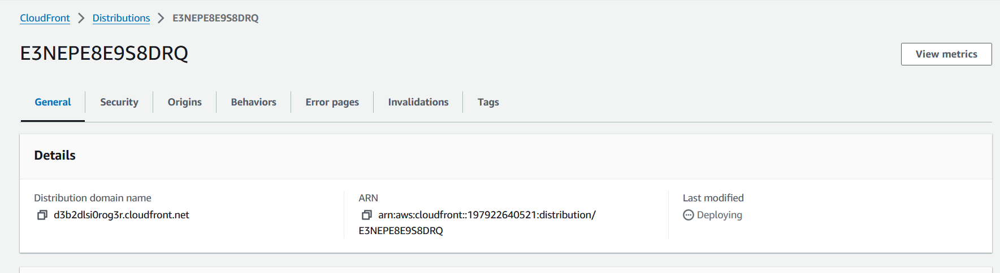 CloudFront > Distributions > E3NEPE8E9S8DRQ
E3NEPE8E9S8DRQ
View metrics
General
Security
Origins
Behaviors
Error pages
Invalidations
Tags
Details
Distribution domain name
d3b2dlsi0rog3r.cloudfront.net
ARN
arn:aws:cloudfront::197922640521:distribution/
E3NEPE8E9S8DRQ
Last modified
Deploying